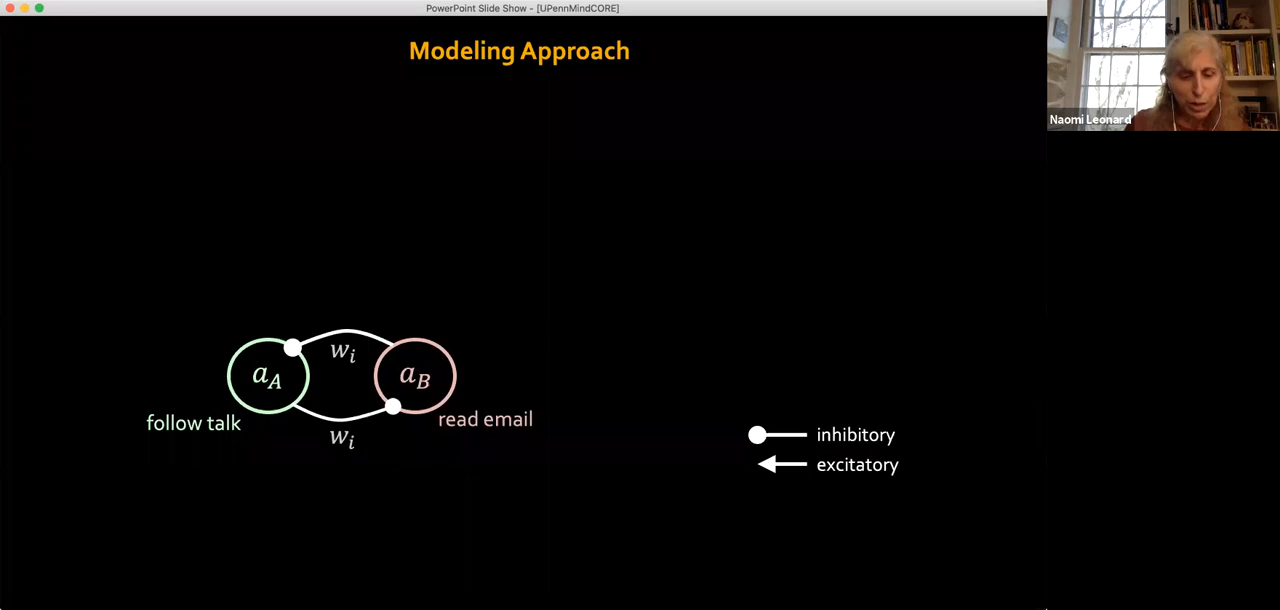 PowerPoint Slide Show - [UPennMindCORE]
Modeling Approach
Naomi Leonard
w_i
a_A
a_B
follow talk
read email
w_i
inhibitory
excitatory